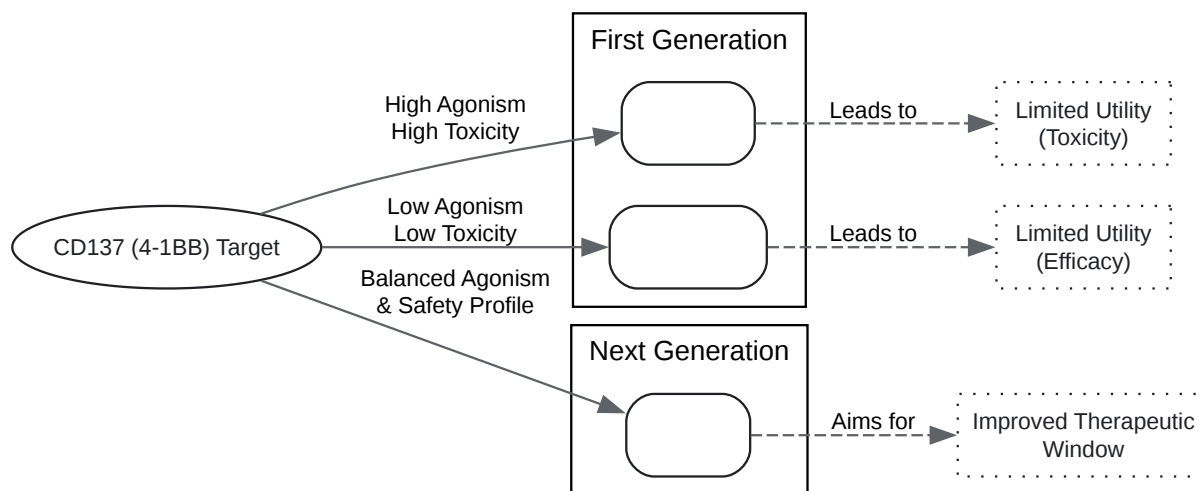 First Generation
High Agonism
High Toxicity
Leads to
Limited Utility
(Toxicity)
CD137 (4-1BB) Target
Low Agonism
Low Toxicity
Leads to
Limited Utility
(Efficacy)
Balanced Agonism
& Safety Profile
Next Generation
Aims for
Improved Therapeutic
Window